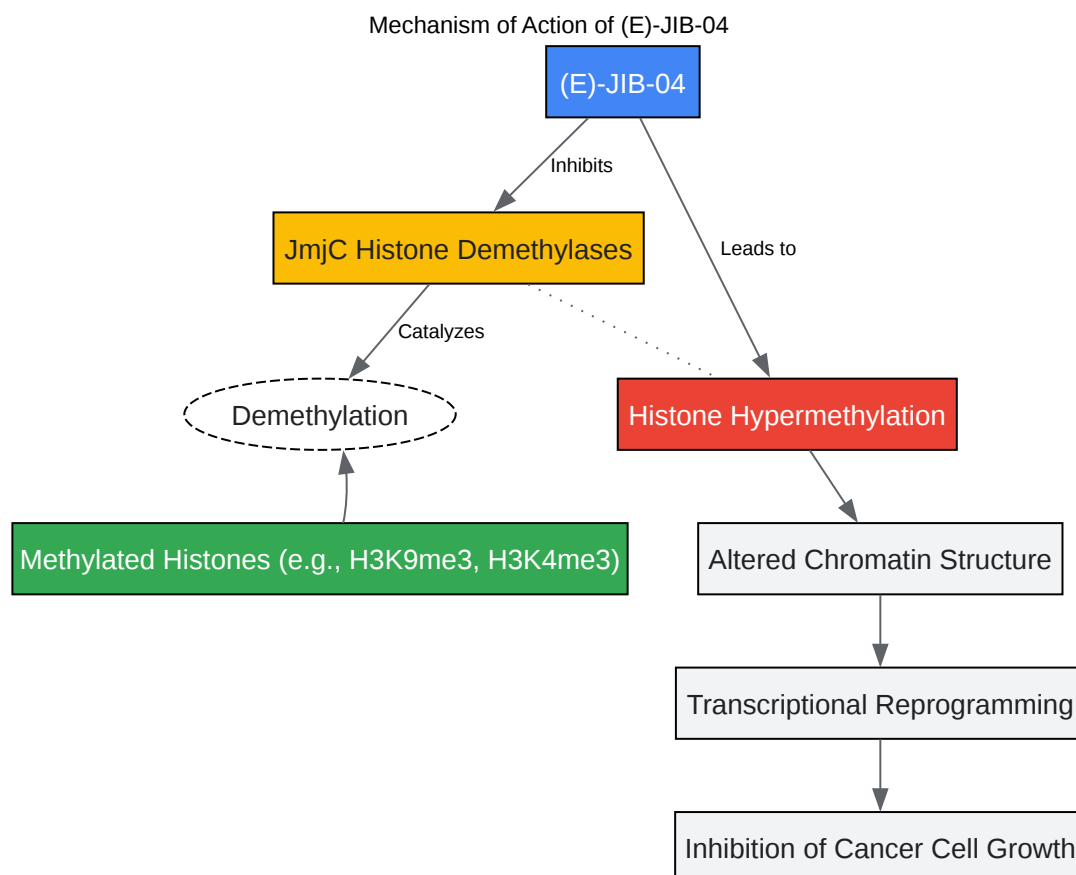 Mechanism of Action of (E)-JIB-04
(E)-JIB-04
Inhibits
JmjC Histone Demethylases
Leads to
Catalyzes
Demethylation
Histone Hypermethylation
Methylated Histones (e.g., H3K9me3, H3K4me3)
Altered Chromatin Structure
Transcriptional Reprogramming
Inhibition of Cancer Cell Growth